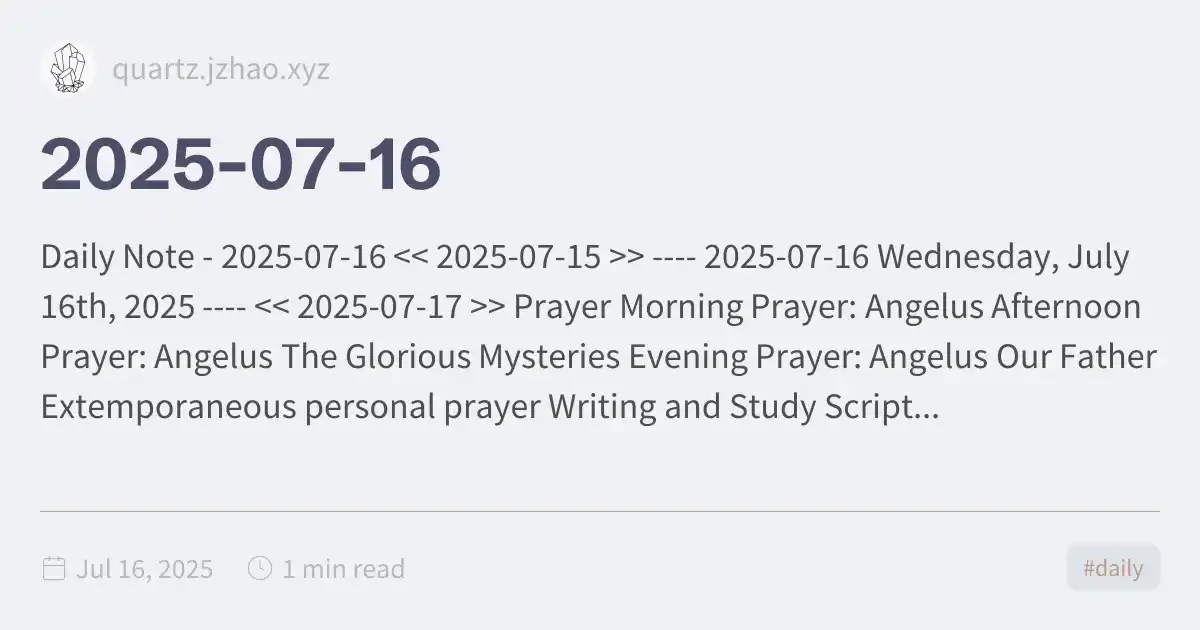 quartz.jzhao.xyz
2025-07-16
Daily Note - 2025-07-16 << 2025-07-15 >> ---- 2025-07-16 Wednesday, July
16th, 2025 ---- << 2025-07-17 >> Prayer Morning Prayer: Angelus Afternoon
Prayer: Angelus The Glorious Mysteries Evening Prayer: Angelus Our Father
Extemporaneous personal prayer Writing and Study Script...
Jul 16, 2025 1 min read #daily